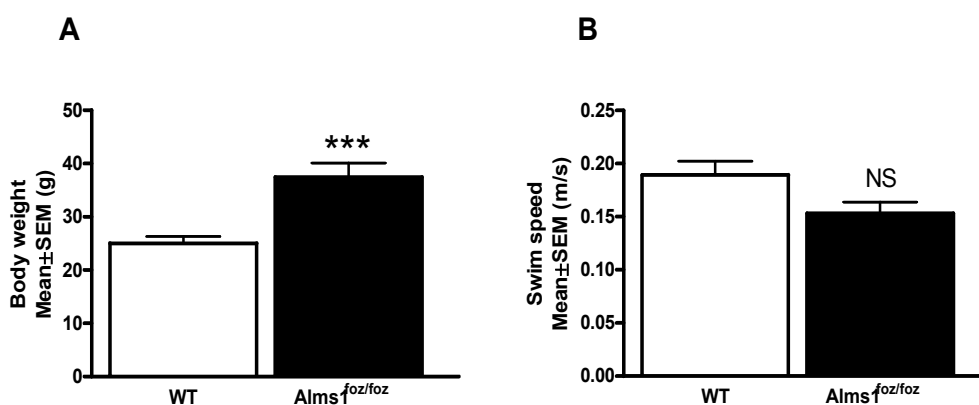 A
Body weight
Mean±SEM (g)
50
40
30
20
10
0
***
WT
Alms1foz/foz
B
Swim speed
Mean±SEM (m/s)
0.25
0.20
0.15
0.10
0.05
0.00
NS
WT
Alms1foz/foz